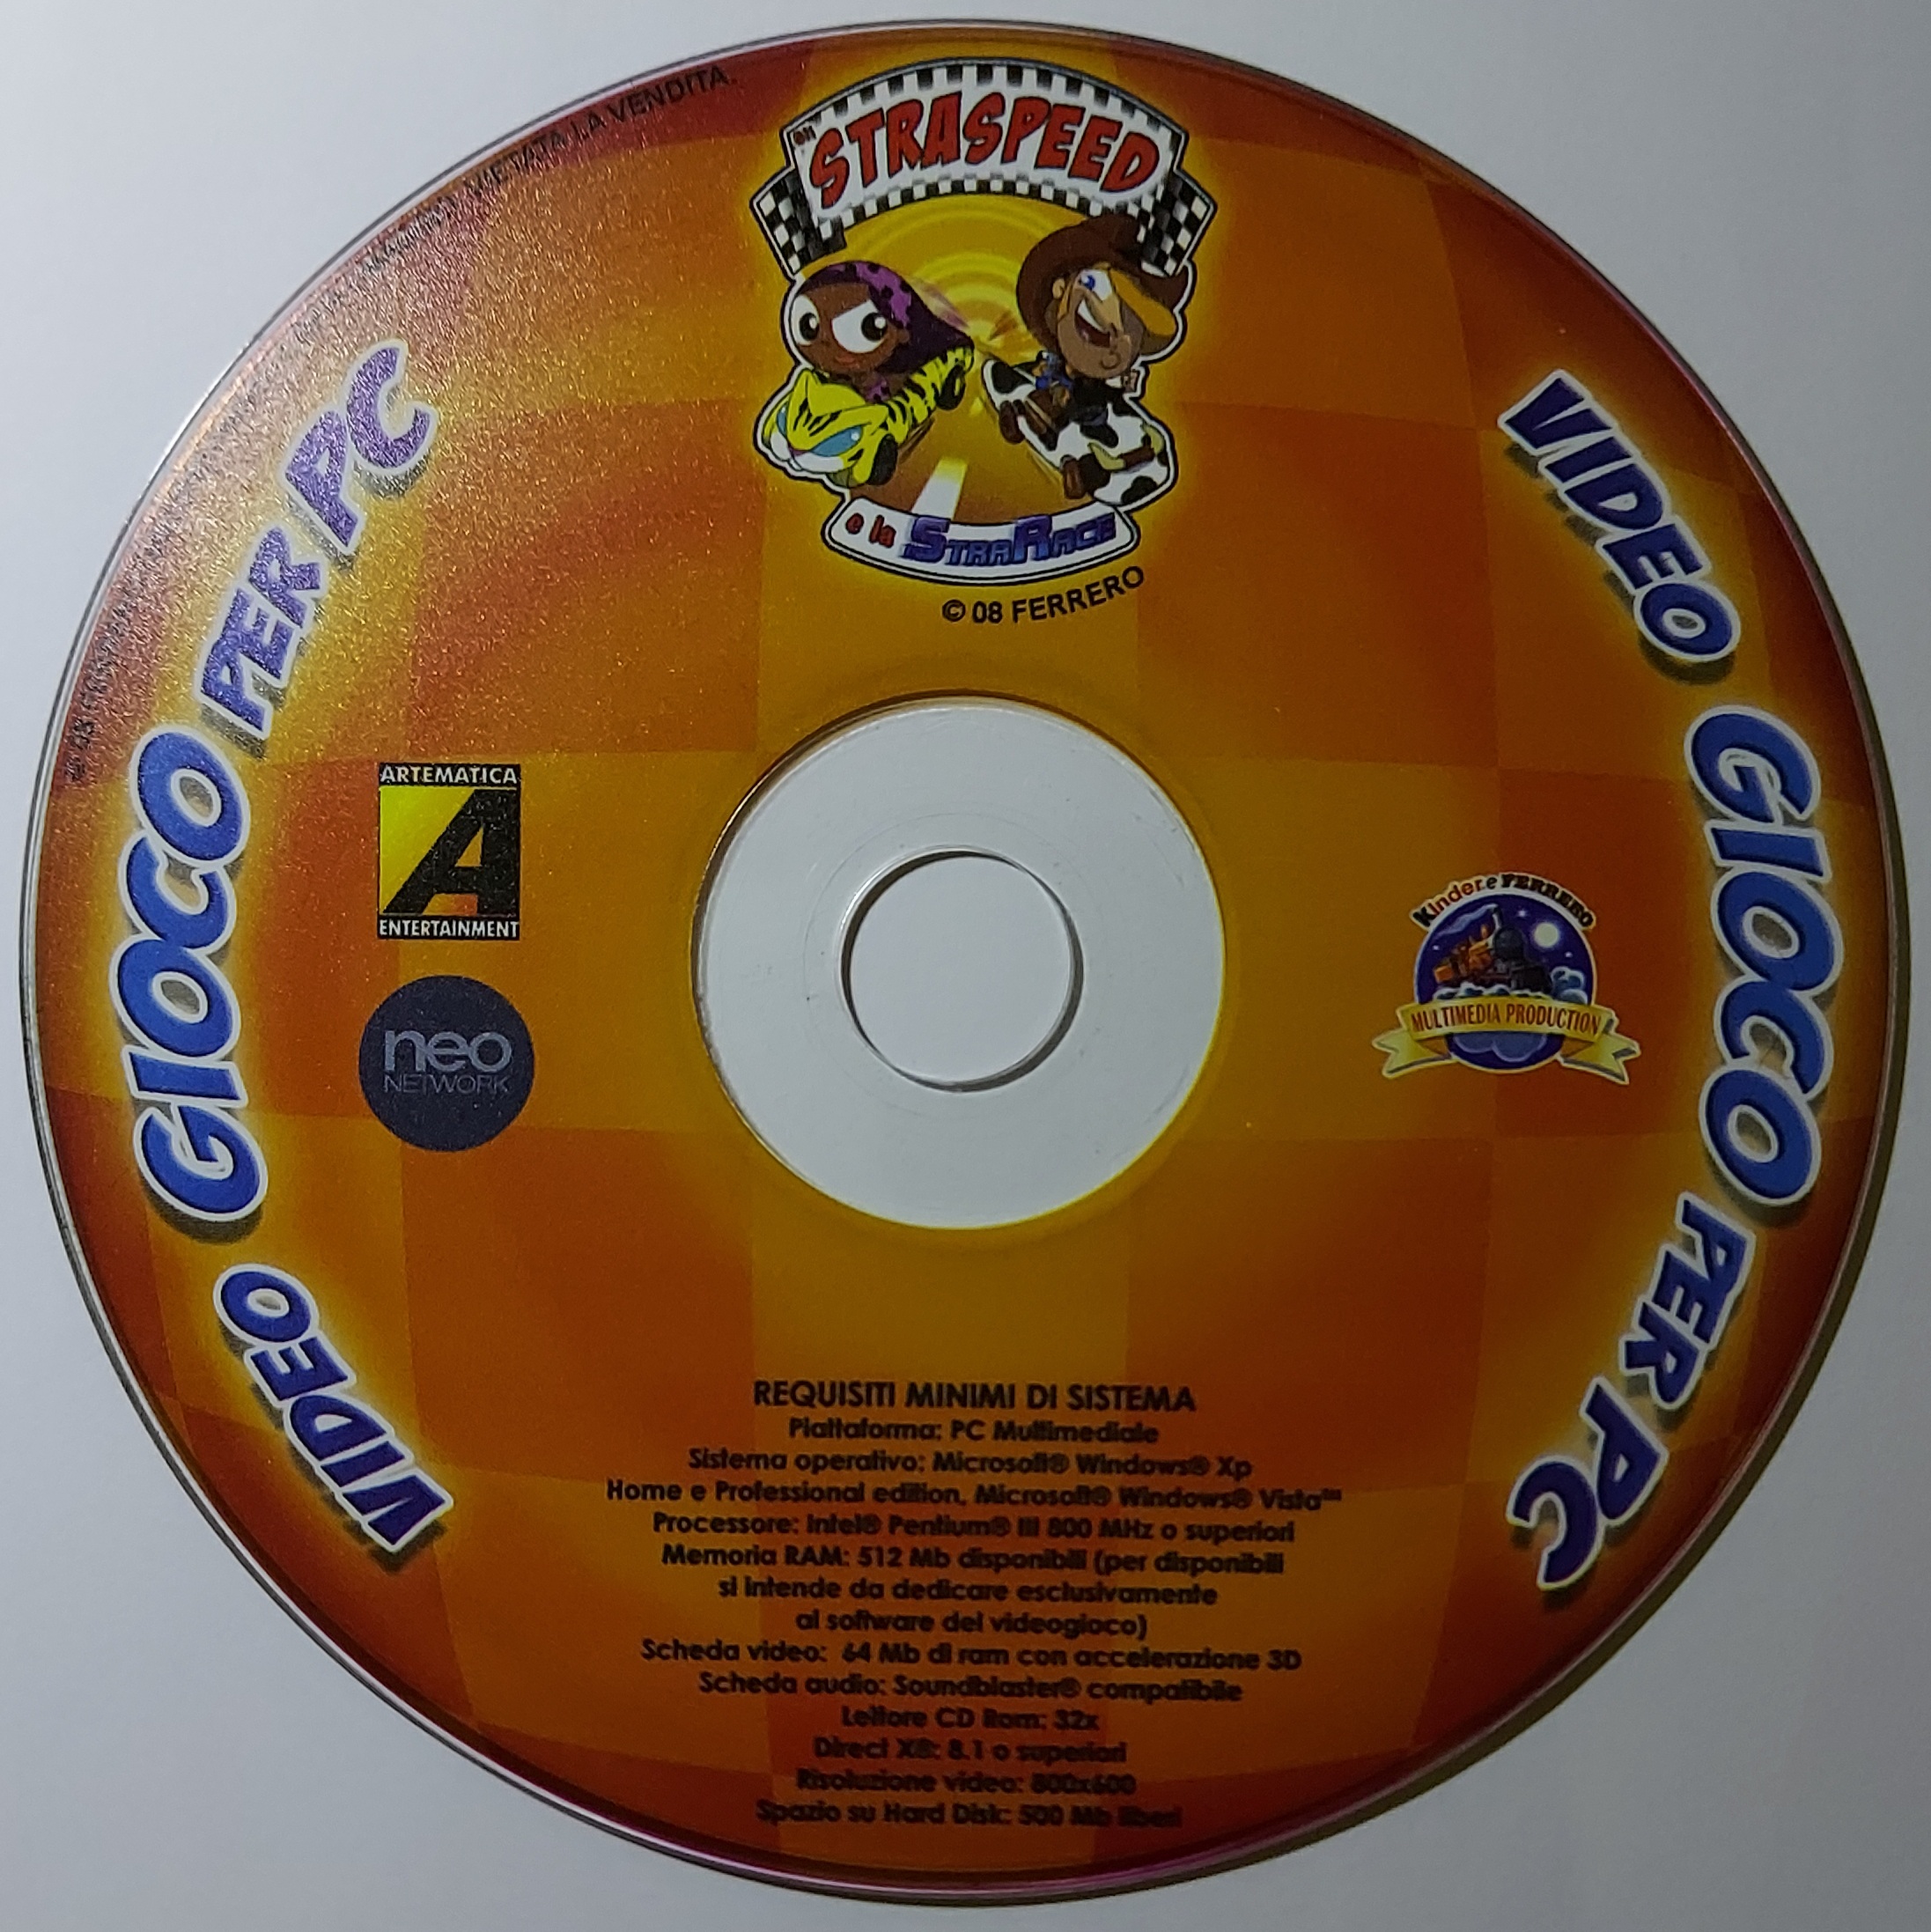 VIETATA LA VENDITA.
GLI STRASPEED
e la STRARACE
© 08 FERRERO
VIDEO GIOCO PER PC
VIDEO GIOCO PER PC
ARTEMATICA
A
ENTERTAINMENT
neo
NETWORK
Kinder e FERRERO
MULTIMEDIA PRODUCTION
REQUISITI MINIMI DI SISTEMA
Piattaforma: PC Multimediale
Sistema operativo: Microsoft® Windows® Xp
Home e Professional edition, Microsoft® Windows® Vista™
Processore: Intel® Pentium® III 800 MHz o superiori
Memoria RAM: 512 Mb disponibili (per disponibili
si intende da dedicare esclusivamente
al software del videogioco)
Scheda video: 64 Mb di ram con accelerazione 3D
Scheda audio: Soundblaster® compatibile
Lettore CD Rom: 32x
Direct X®: 8.1 o superiori
Risoluzione video: 800x600
Spazio su Hard Disk: 500 Mb liberi